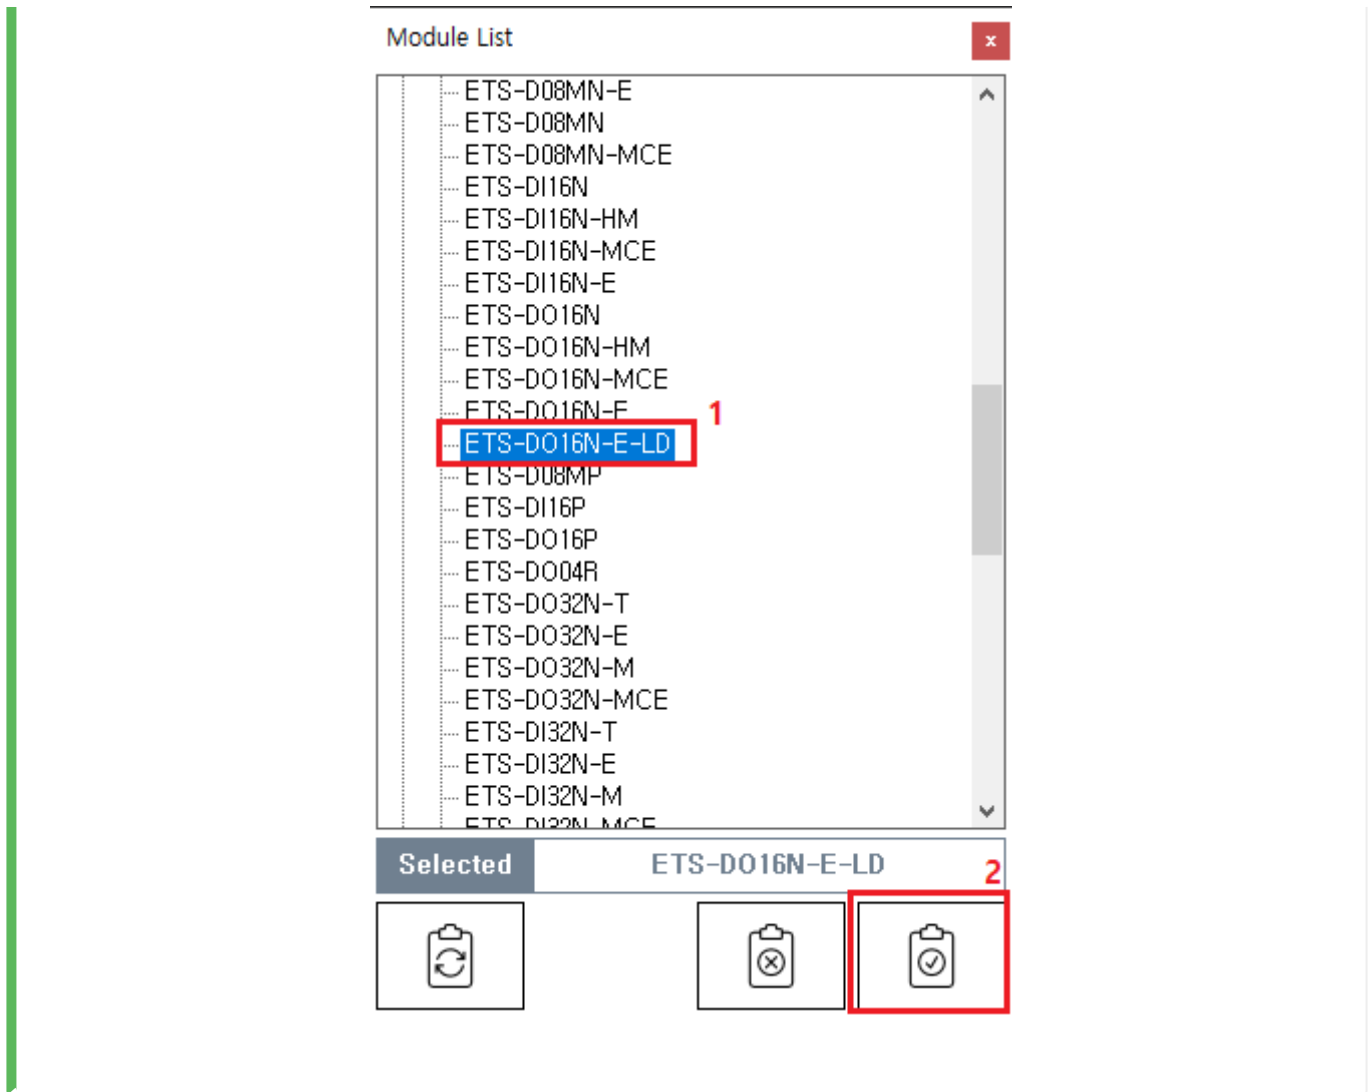 Module List
x
ETS-D08MN-E
ETS-D08MN
ETS-D08MN-MCE
ETS-DI16N
ETS-DI16N-HM
ETS-DI16N-MCE
ETS-DI16N-E
ETS-DO16N
ETS-DO16N-HM
ETS-DO16N-MCE
ETS-DO16N-E
1
ETS-DO16N-E-LD
ETS-D08MP
ETS-DI16P
ETS-DO16P
ETS-DO04R
ETS-DO32N-T
ETS-DO32N-E
ETS-DO32N-M
ETS-DO32N-MCE
ETS-DI32N-T
ETS-DI32N-E
ETS-DI32N-M
ETS-DI32N-MCE
Selected ETS-DO16N-E-LD 2